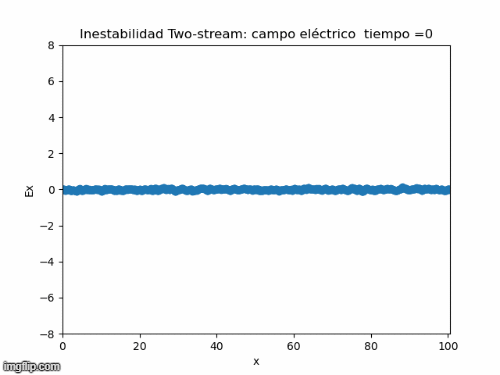 Inestabilidad Two-stream: campo eléctrico  tiempo =0
8
6
4
2
0
−2
−4
−6
−8
Ex
0 20 40 60 80 100
x
imgflip.com